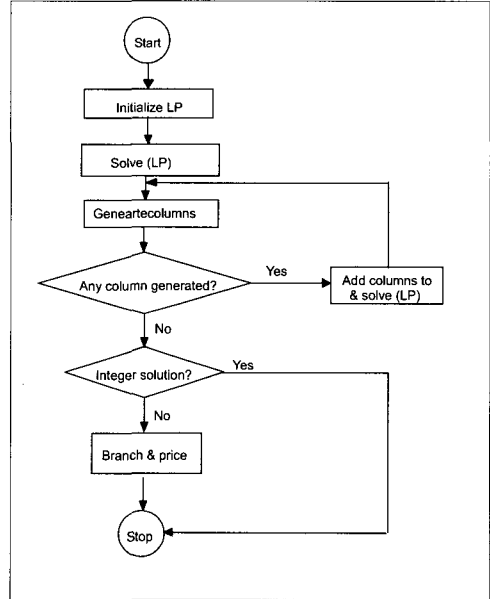 Start
Initialize LP
Solve (LP)
Geneartecolumns
Any column generated?
Yes
Add columns to
& solve (LP)
No
Integer solution?
Yes
No
Branch & price
Stop